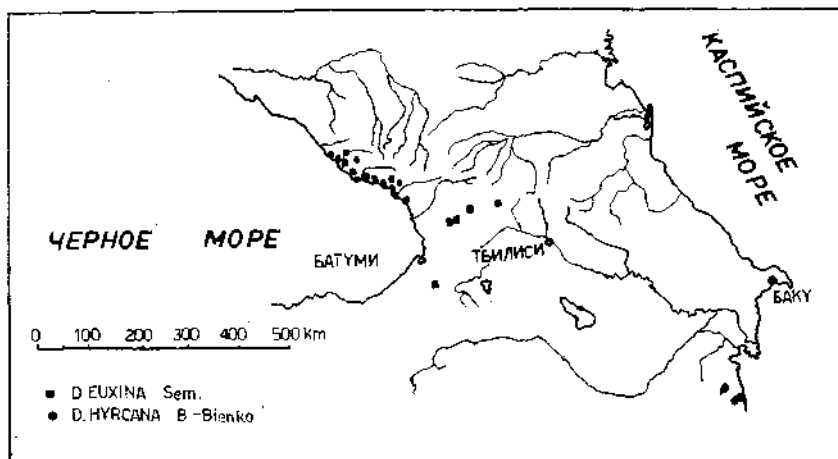 КАСПИЙСКОЕ
МОРЕ
ЧЕРНОЕ МОРЕ
БАТУМИ
ТБИЛИСИ
БАКУ
0 100 200 300 400 500 Km
D. EUXINA Sem.
D. HYRCANA B.-Bienko